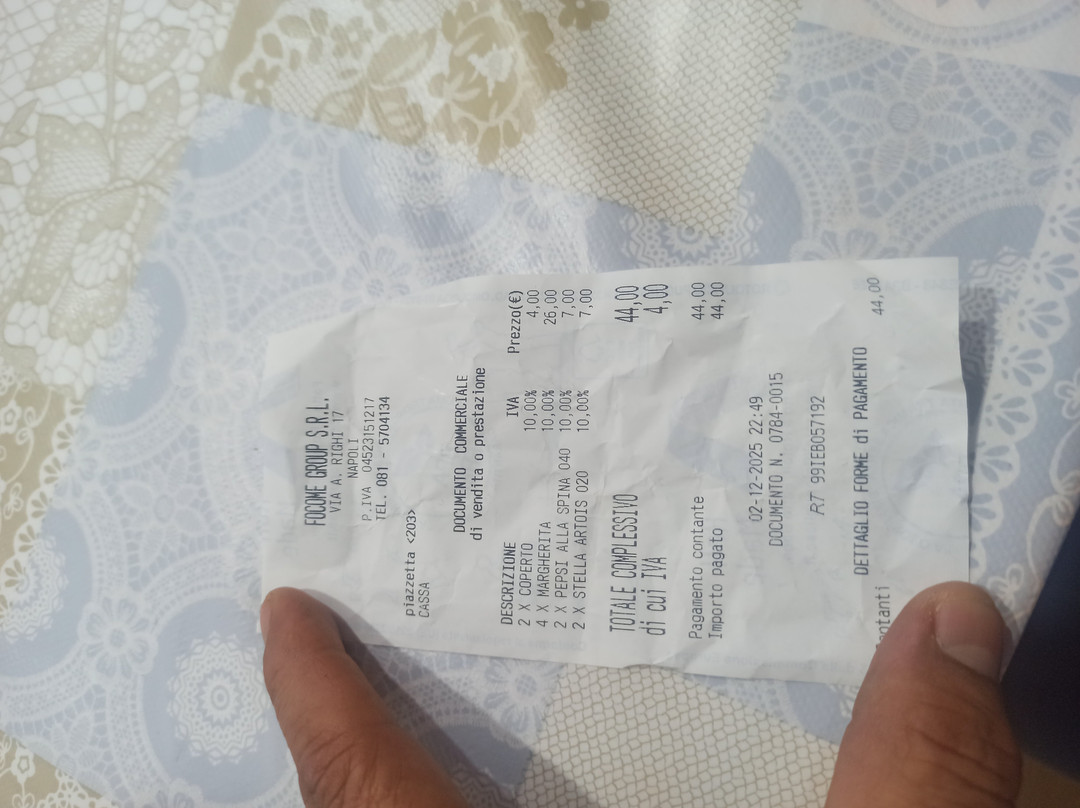 FOCOME GROUP S.R.L.
VIA A. RIGHI 17
NAPOLI
P.IVA 04523151217
TEL. 081 - 5704134
piazzetta <203>
CASSA
DOCUMENTO COMMERCIALE
di vendita o prestazione
DESCRIZIONE IVA Prezzo(€)
2 X COPERTO 10,00% 4,00
4 X MARGHERITA 10,00% 26,00
2 X PEPSI ALLA SPINA 040 10,00% 7,00
2 X STELLA ARTOIS 020 10,00% 7,00
TOTALE COMPLESSIVO 44,00
di cui IVA 4,00
Pagamento contante 44,00
Importo pagato 44,00
02-12-2025 22:49
DOCUMENTO N. 0784-0015
RT 99IEB057192
DETTAGLIO FORME di PAGAMENTO
ntanti 44,00